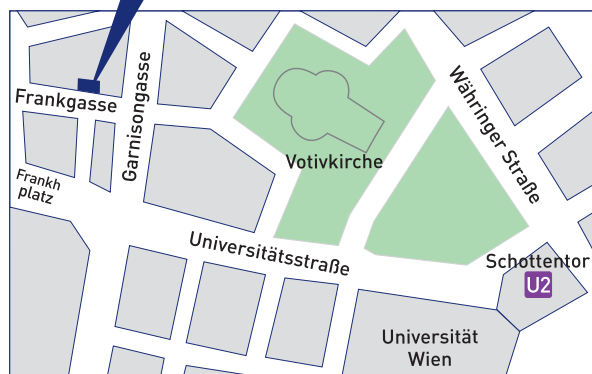 Frankgasse
Garnisongasse
Währinger Straße
Votivkirche
Frankh
platz
Universitätsstraße
Schottentor
U2
Universität
Wien